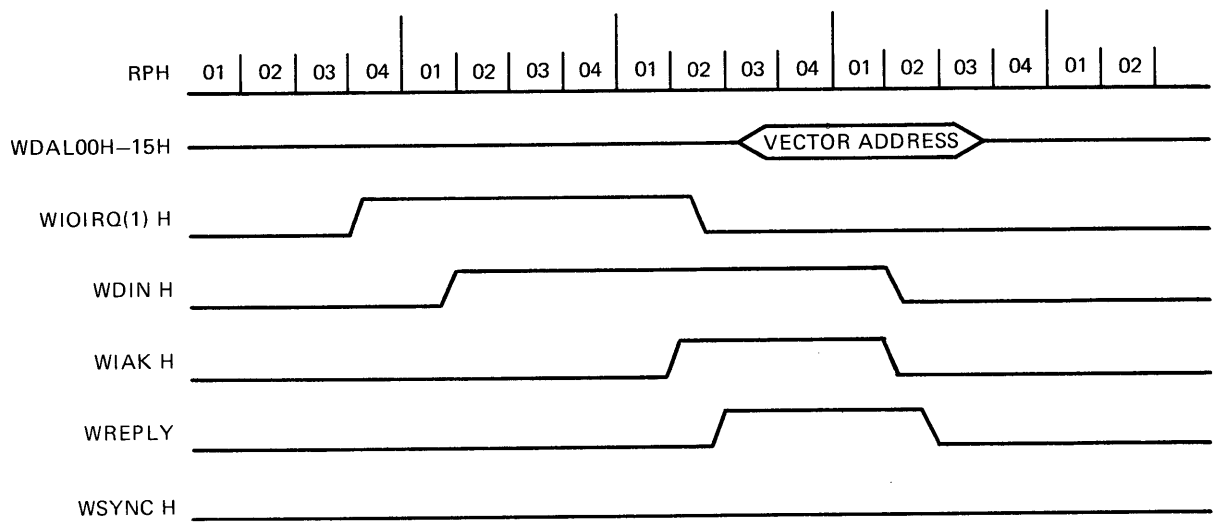 RPH 01 02 03 04 01 02 03 04 01 02 03 04 01 02 03 04 01 02
WDAL00H–15H VECTOR ADDRESS
WIOIRQ(1) H
WDIN H
WIAK H
WREPLY
WSYNC H